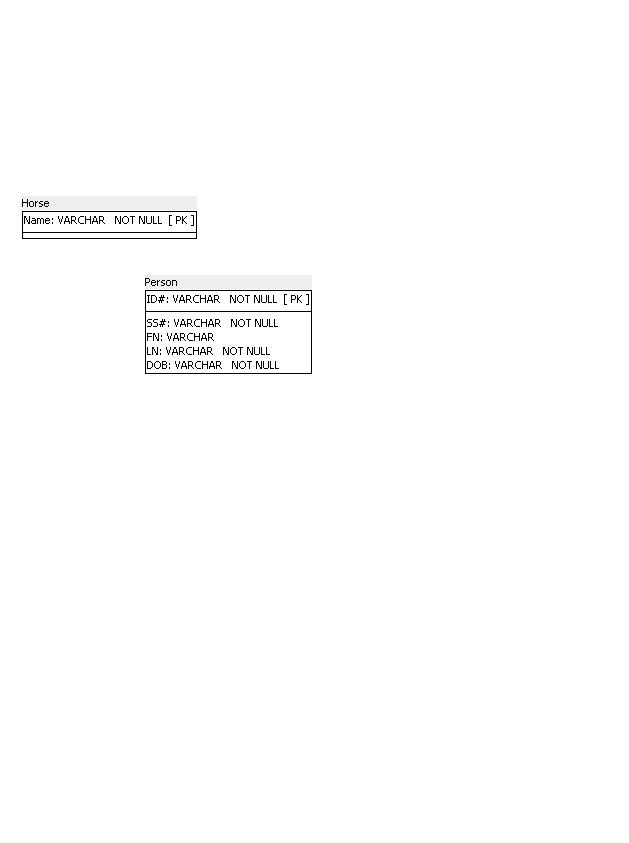 Horse
Name: VARCHAR NOT NULL [ PK ]
Person
ID#: VARCHAR NOT NULL [ PK ]
SS#: VARCHAR NOT NULL
FN: VARCHAR
LN: VARCHAR NOT NULL
DOB: VARCHAR NOT NULL